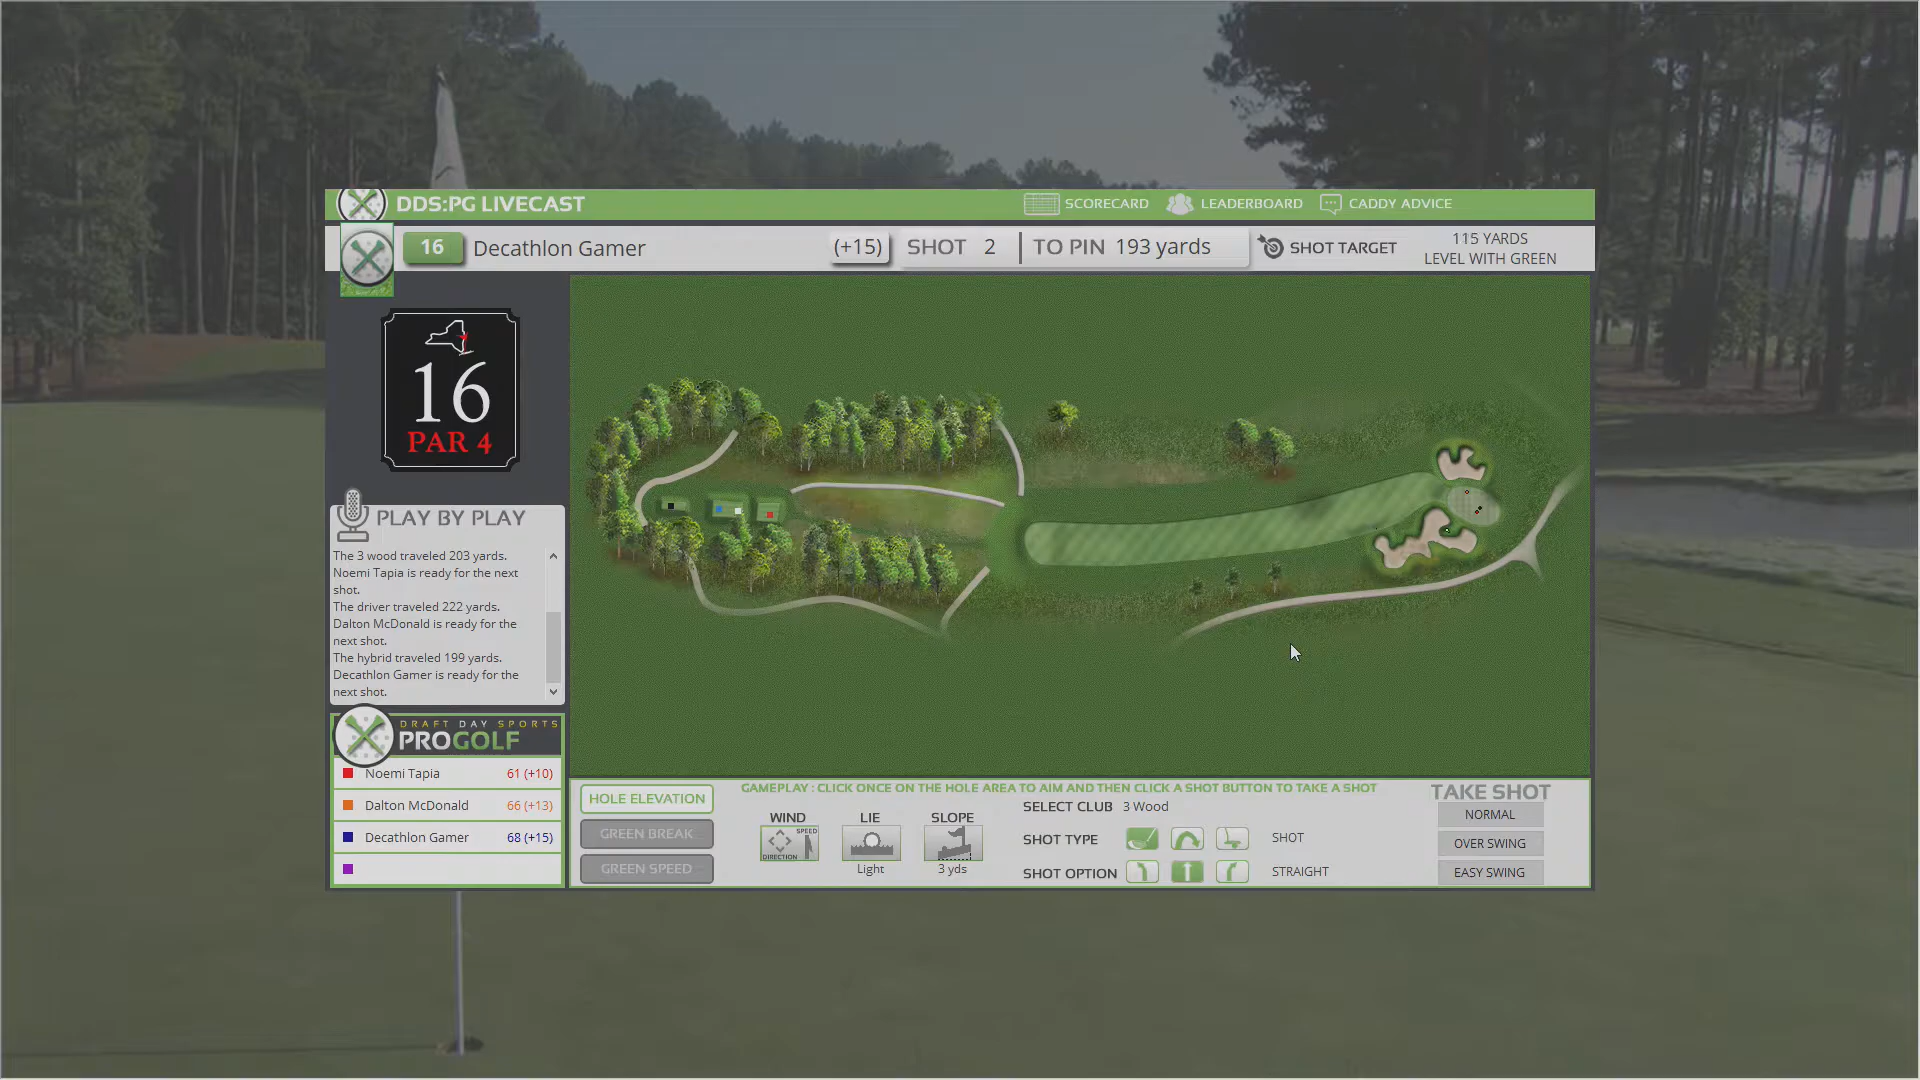 DDS:PG LIVECAST
SCORECARD
LEADERBOARD
CADDY ADVICE
16
Decathlon Gamer
(+15)
SHOT 2
TO PIN 193 yards
SHOT TARGET
115 YARDS
LEVEL WITH GREEN
16
PAR 4
PLAY BY PLAY
The 3 wood traveled 203 yards.
Noemi Tapia is ready for the next
shot.
The driver traveled 222 yards.
Dalton McDonald is ready for the
next shot.
The hybrid traveled 199 yards.
Decathlon Gamer is ready for the
next shot.
DRAFT DAY SPORTS
PROGOLF
Noemi Tapia 61 (+10)
Dalton McDonald 66 (+13)
Decathlon Gamer 68 (+15)
HOLE ELEVATION
GREEN BREAK
GREEN SPEED
GAMEPLAY : CLICK ONCE ON THE HOLE AREA TO AIM AND THEN CLICK A SHOT BUTTON TO TAKE A SHOT
WIND
SPEED
DIRECTION
LIE
Light
SLOPE
3 yds
SELECT CLUB 3 Wood
SHOT TYPE
SHOT
SHOT OPTION
STRAIGHT
TAKE SHOT
NORMAL
OVER SWING
EASY SWING